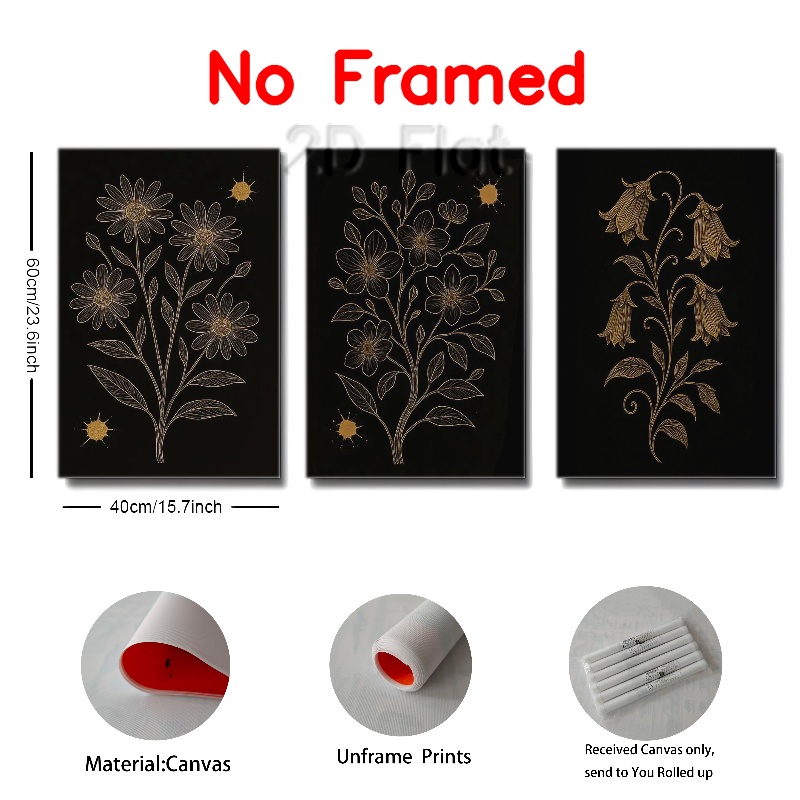 No Framed
2D Flat
60cm/23.6inch
40cm/15.7inch
Material:Canvas
Unframe Prints
Received Canvas only,
send to You Rolled up